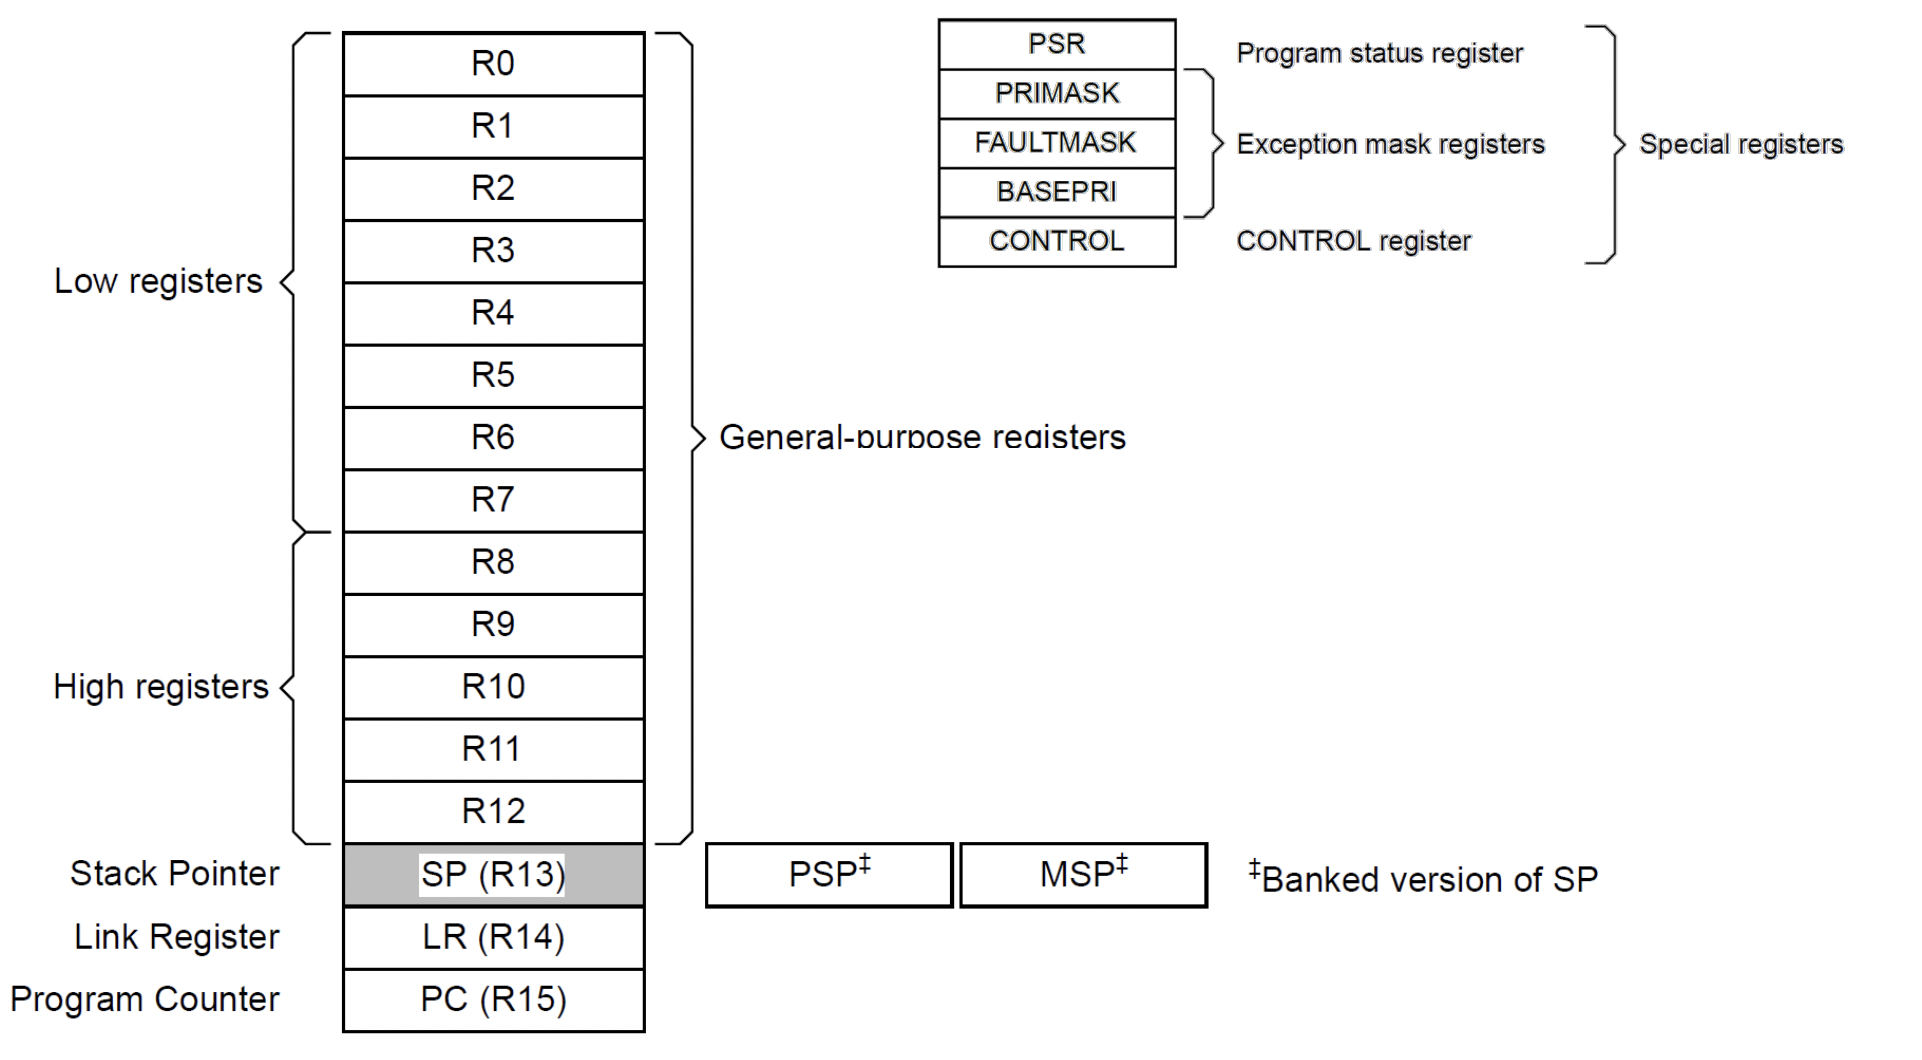 R0
R1
R2
R3
R4
R5
R6
R7
R8
R9
R10
R11
R12
SP (R13)
LR (R14)
PC (R15)
Low registers
High registers
Stack Pointer
Link Register
Program Counter
General-purpose registers
PSP‡
MSP‡
‡Banked version of SP
PSR
PRIMASK
FAULTMASK
BASEPRI
CONTROL
Program status register
Exception mask registers
CONTROL register
Special registers